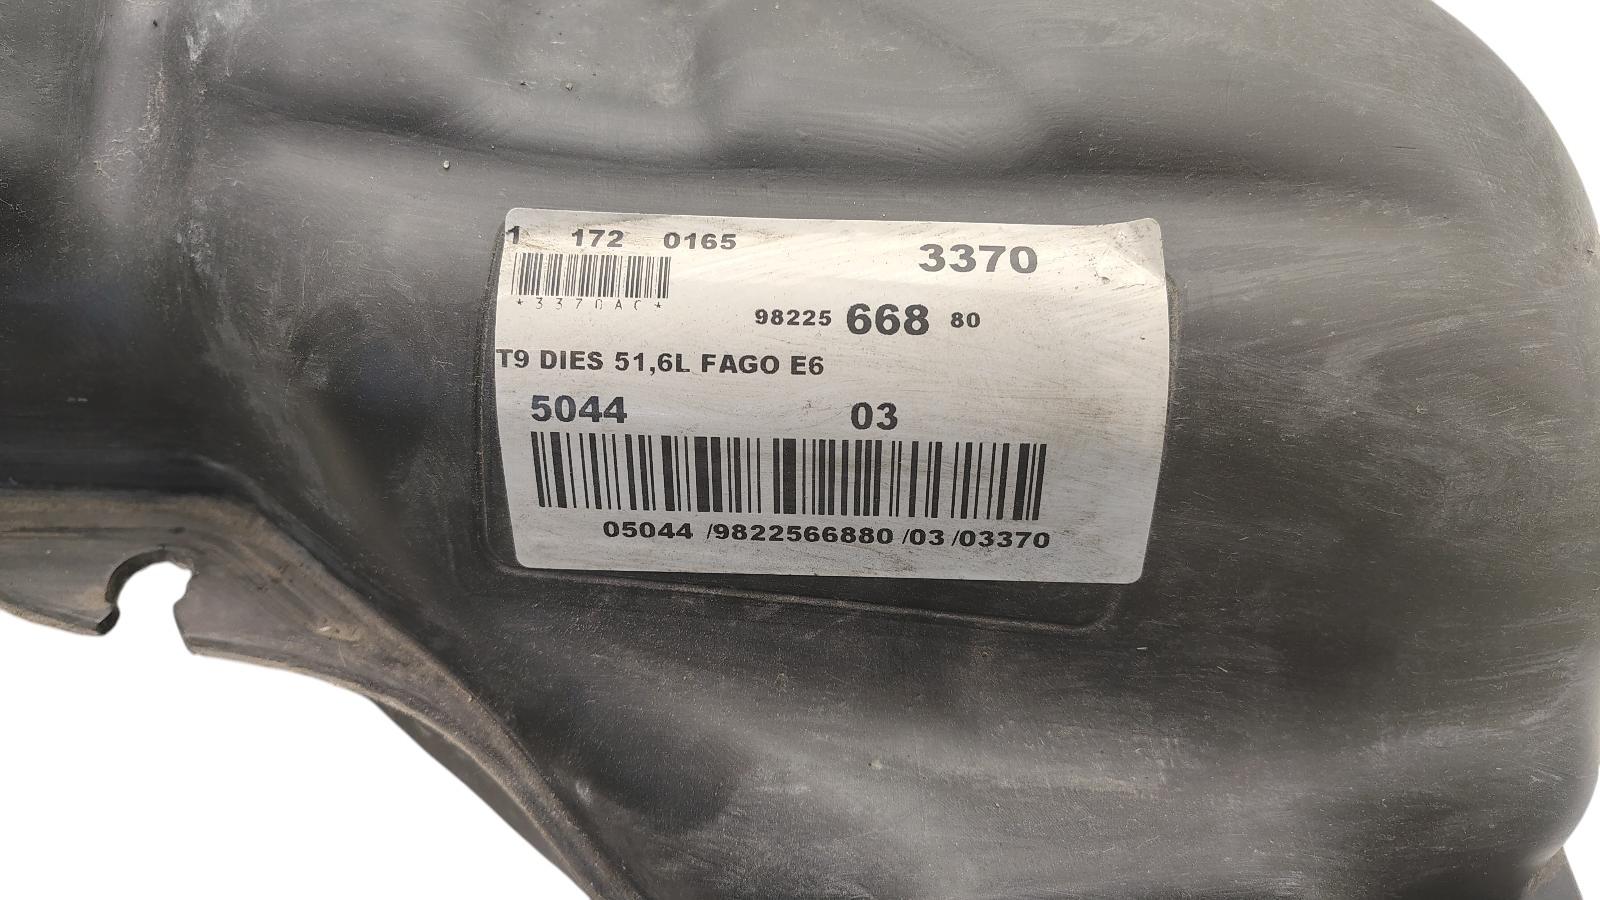 1 172 0165 3370
*3370AC*
98225 668 80
T9 DIES 51,6L FAGO E6
5044 03
05044 /9822566880 /03 /03370